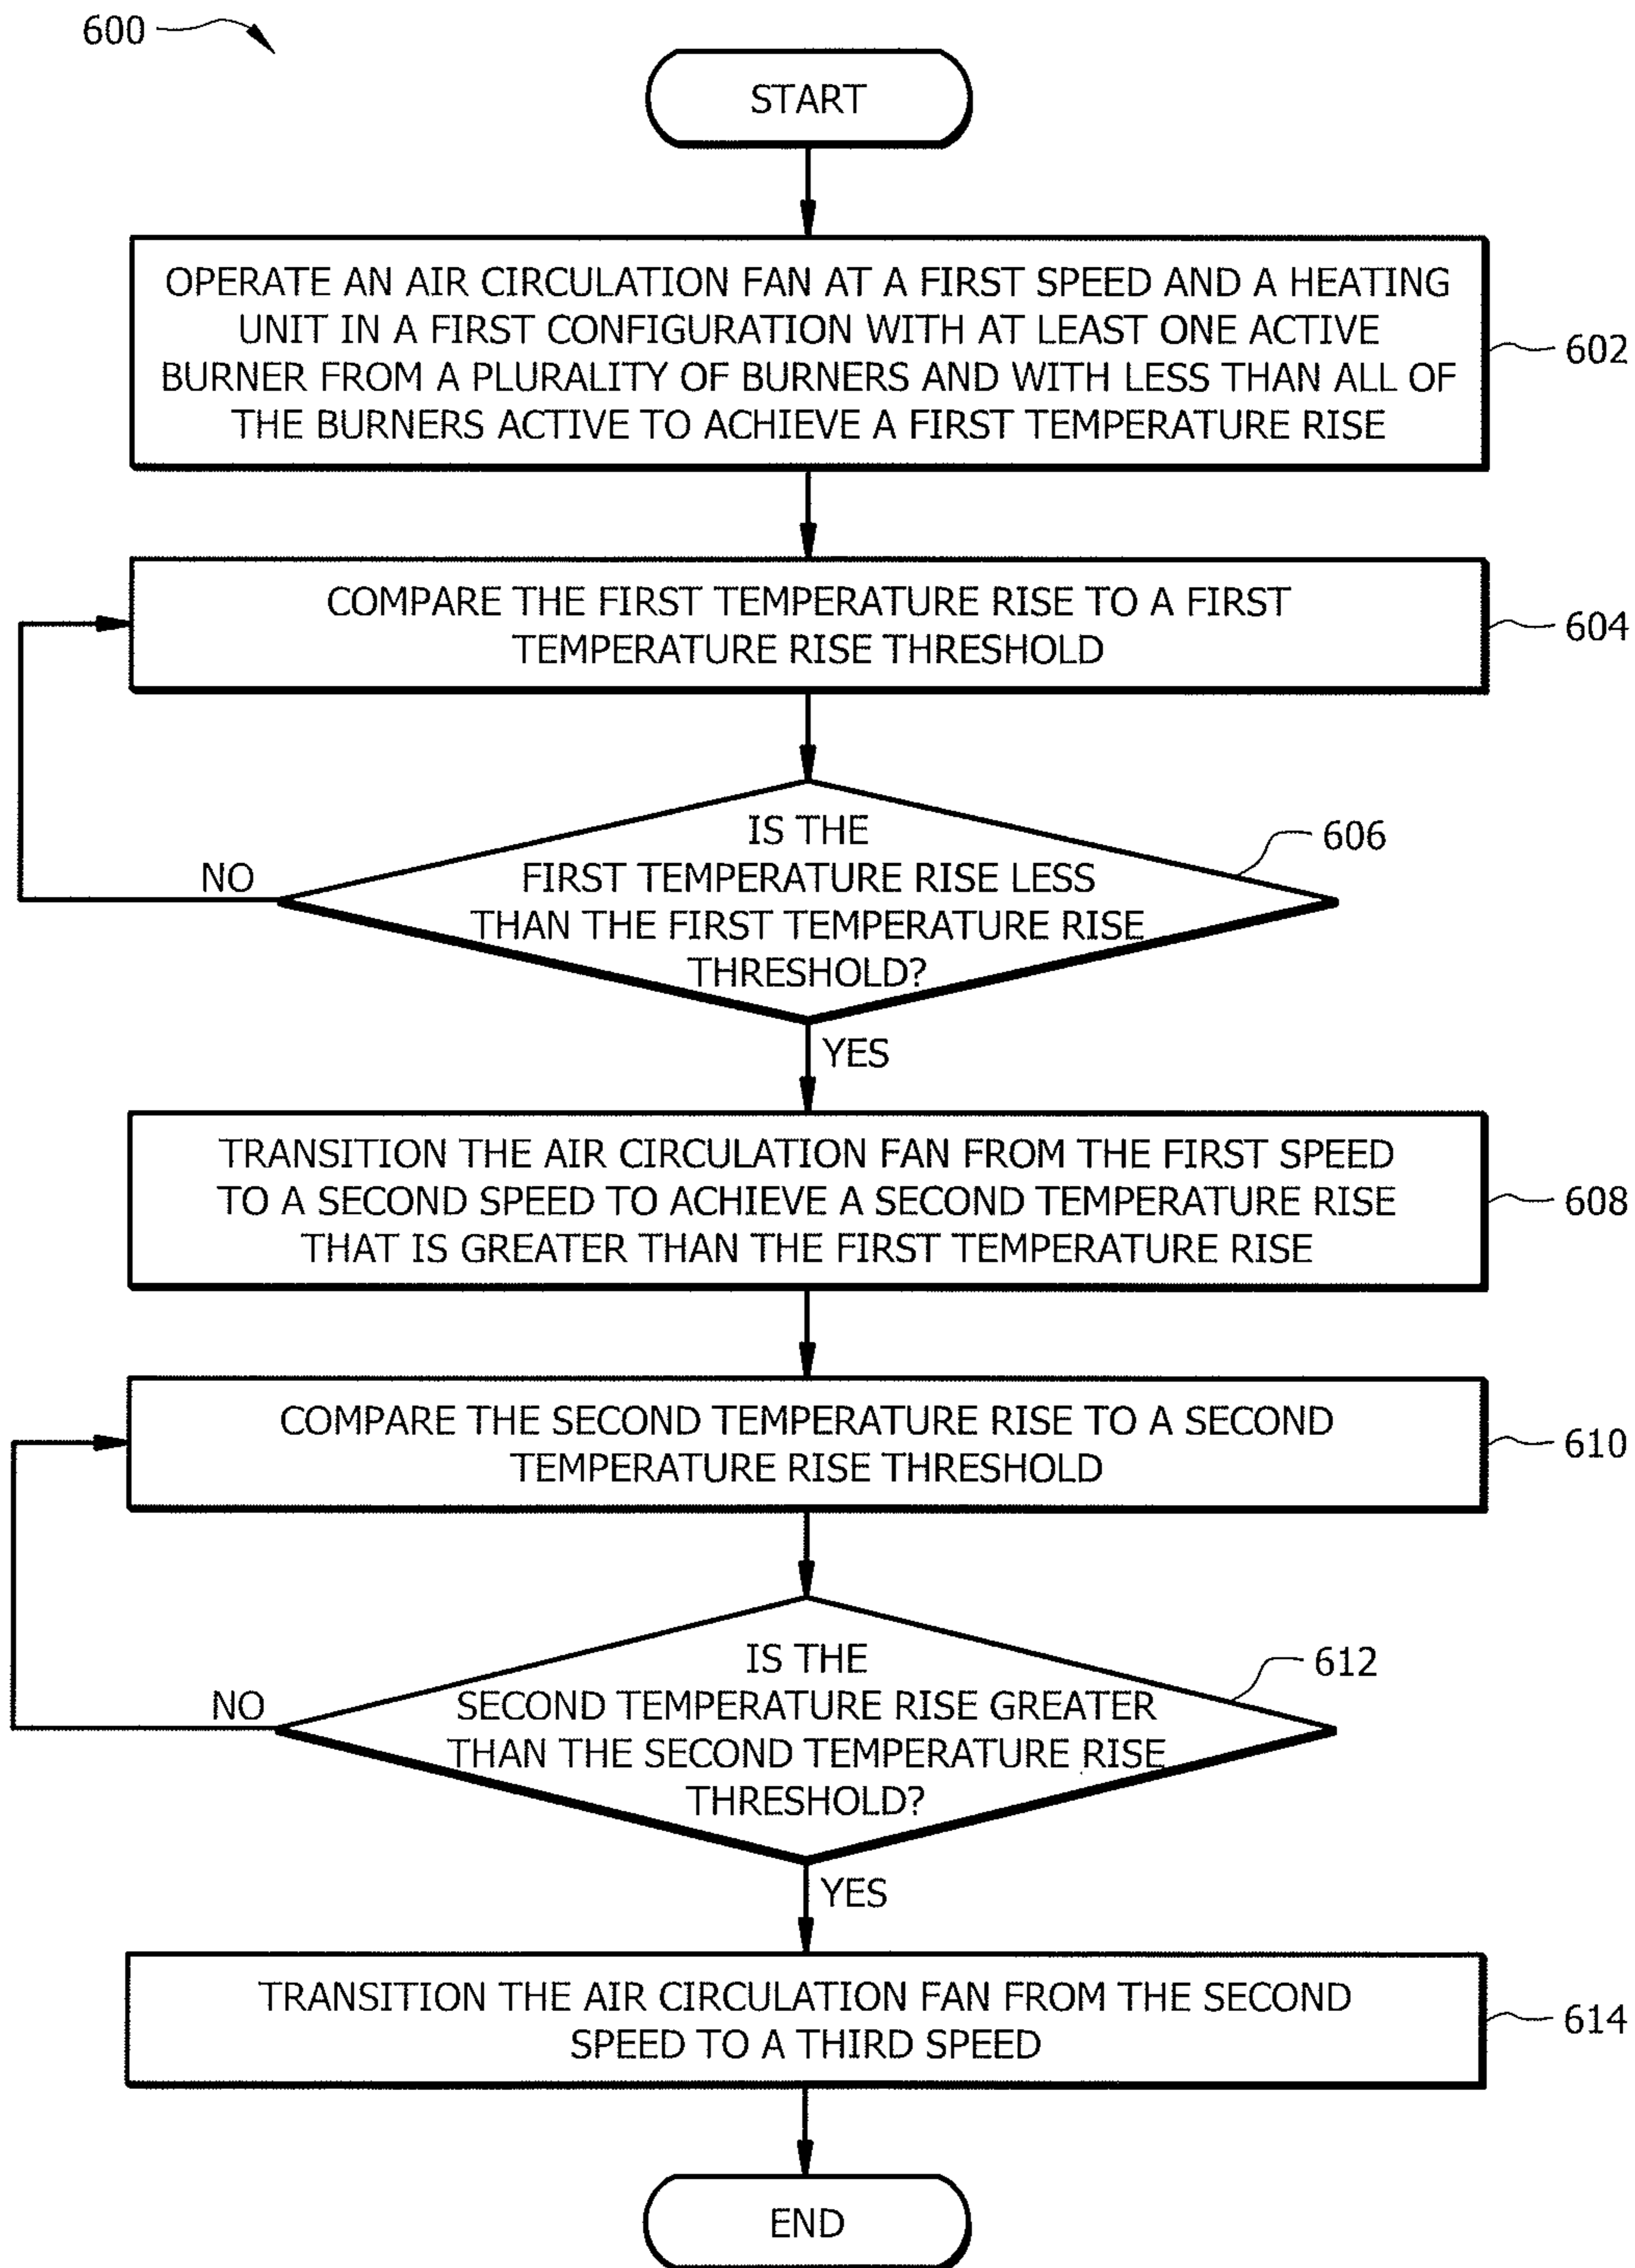 600
START
OPERATE AN AIR CIRCULATION FAN AT A FIRST SPEED AND A HEATING
UNIT IN A FIRST CONFIGURATION WITH AT LEAST ONE ACTIVE
BURNER FROM A PLURALITY OF BURNERS AND WITH LESS THAN ALL OF
THE BURNERS ACTIVE TO ACHIEVE A FIRST TEMPERATURE RISE
602
COMPARE THE FIRST TEMPERATURE RISE TO A FIRST
TEMPERATURE RISE THRESHOLD
604
IS THE
FIRST TEMPERATURE RISE LESS
THAN THE FIRST TEMPERATURE RISE
THRESHOLD?
606
NO
YES
TRANSITION THE AIR CIRCULATION FAN FROM THE FIRST SPEED
TO A SECOND SPEED TO ACHIEVE A SECOND TEMPERATURE RISE
THAT IS GREATER THAN THE FIRST TEMPERATURE RISE
608
COMPARE THE SECOND TEMPERATURE RISE TO A SECOND
TEMPERATURE RISE THRESHOLD
610
IS THE
SECOND TEMPERATURE RISE GREATER
THAN THE SECOND TEMPERATURE RISE
THRESHOLD?
612
NO
YES
TRANSITION THE AIR CIRCULATION FAN FROM THE SECOND
SPEED TO A THIRD SPEED
614
END